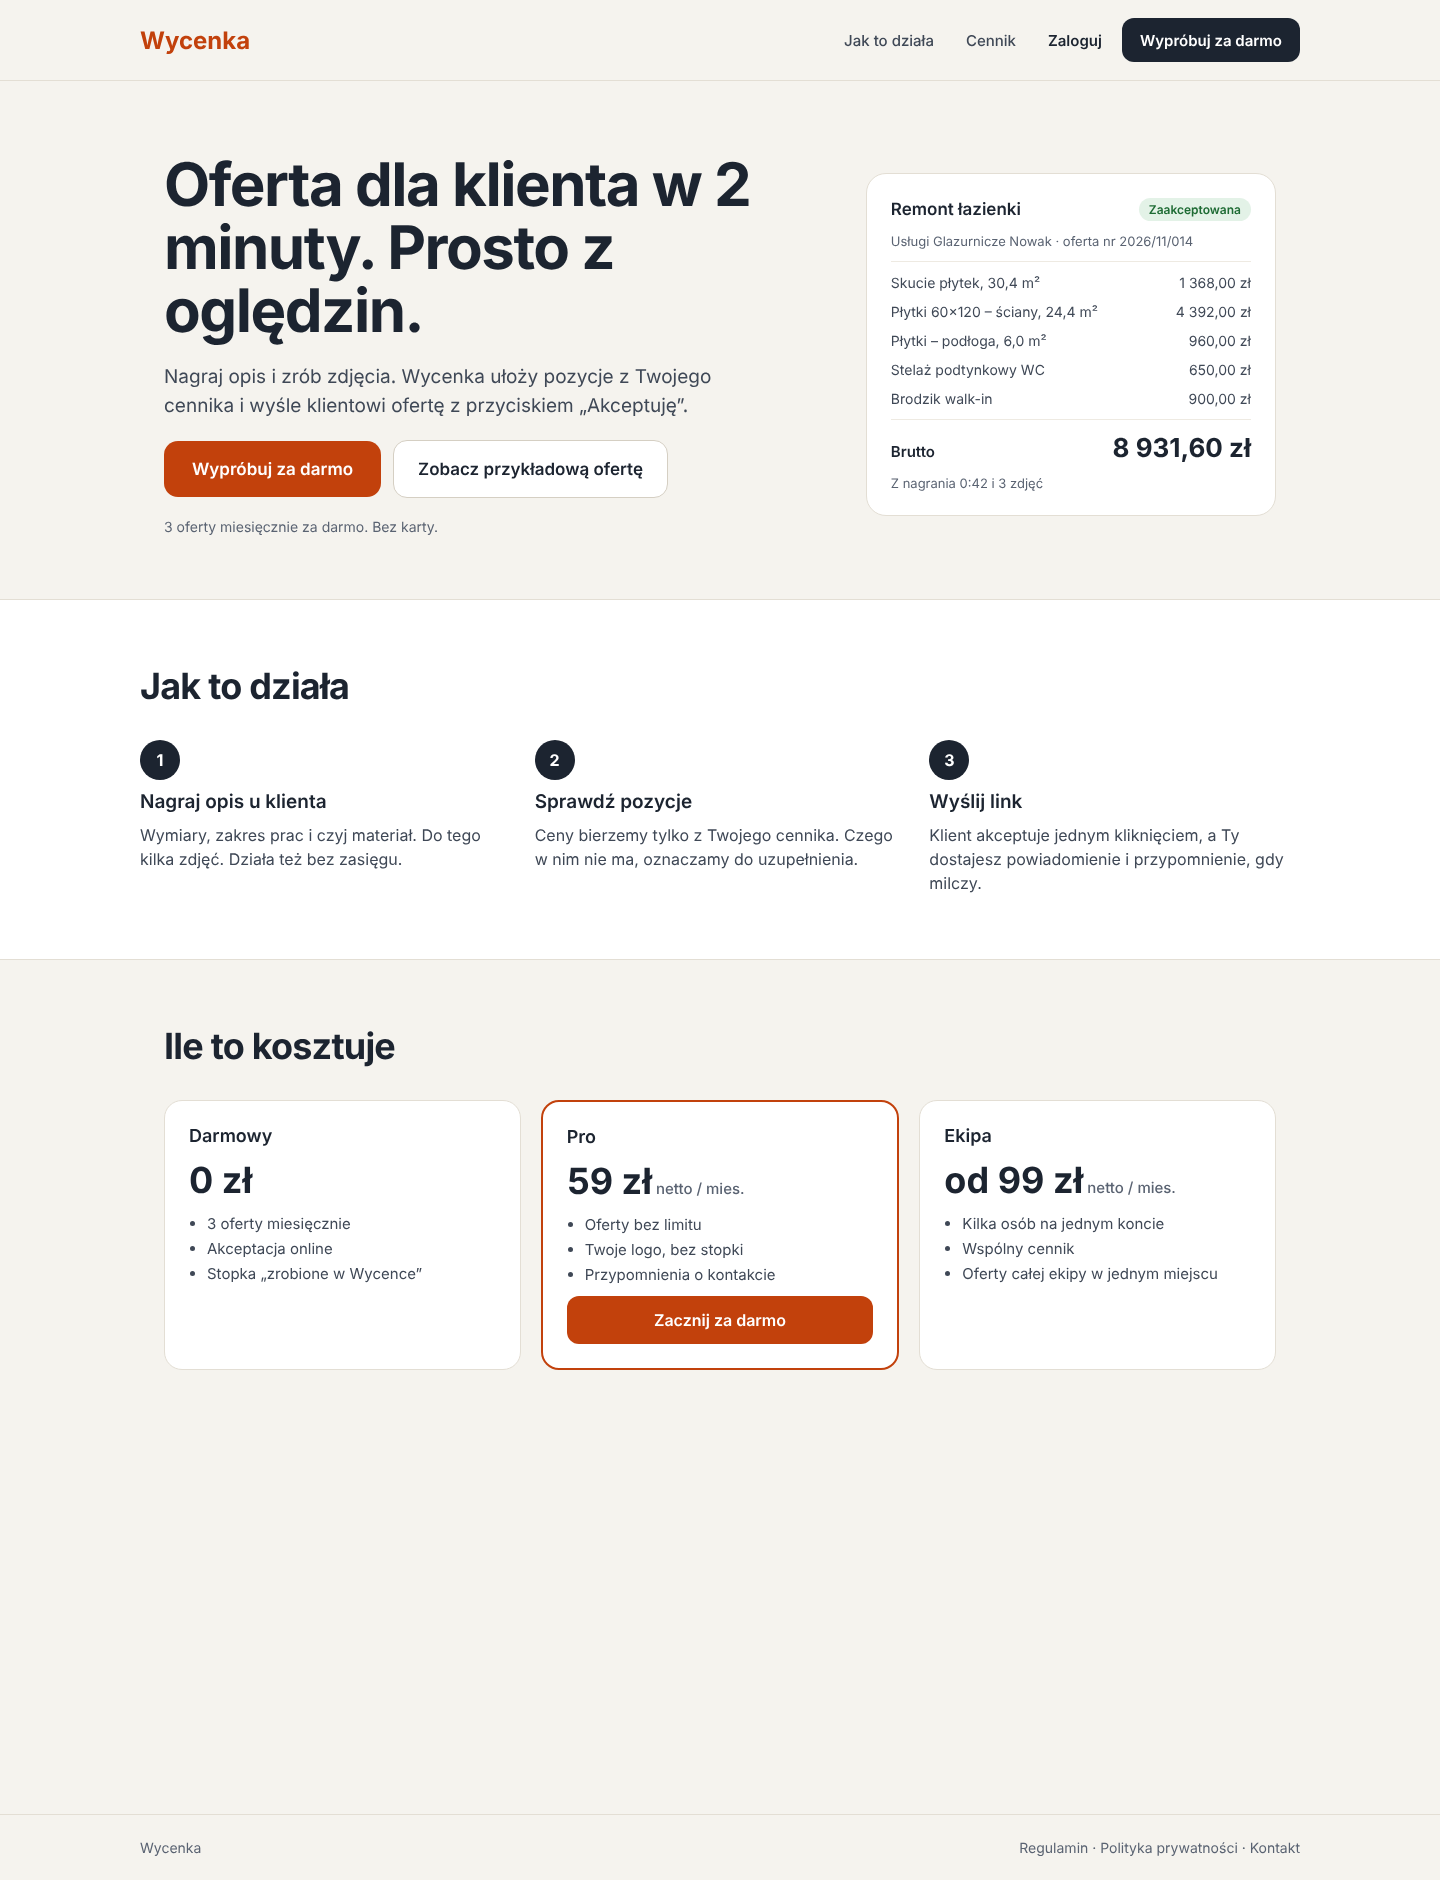 Wycenka
Jak to działa
Cennik
Zaloguj
Wypróbuj za darmo
Oferta dla klienta w 2
minuty. Prosto z
oględzin.
Nagraj opis i zrób zdjęcia. Wycenka ułoży pozycje z Twojego
cennika i wyśle klientowi ofertę z przyciskiem „Akceptuję”.
Wypróbuj za darmo
Zobacz przykładową ofertę
3 oferty miesięcznie za darmo. Bez karty.
Remont łazienki
Zaakceptowana
Usługi Glazurnicze Nowak · oferta nr 2026/11/014
Skucie płytek, 30,4 m² 1 368,00 zł
Płytki 60×120 – ściany, 24,4 m² 4 392,00 zł
Płytki – podłoga, 6,0 m² 960,00 zł
Stelaż podtynkowy WC 650,00 zł
Brodzik walk-in 900,00 zł
Brutto 8 931,60 zł
Z nagrania 0:42 i 3 zdjęć
Jak to działa
1
Nagraj opis u klienta
Wymiary, zakres prac i czyj materiał. Do tego
kilka zdjęć. Działa też bez zasięgu.
2
Sprawdź pozycje
Ceny bierzemy tylko z Twojego cennika. Czego
w nim nie ma, oznaczamy do uzupełnienia.
3
Wyślij link
Klient akceptuje jednym kliknięciem, a Ty
dostajesz powiadomienie i przypomnienie, gdy
milczy.
Ile to kosztuje
Darmowy
0 zł
• 3 oferty miesięcznie
• Akceptacja online
• Stopka „zrobione w Wycence”
Pro
59 zł netto / mies.
• Oferty bez limitu
• Twoje logo, bez stopki
• Przypomnienia o kontakcie
Zacznij za darmo
Ekipa
od 99 zł netto / mies.
• Kilka osób na jednym koncie
• Wspólny cennik
• Oferty całej ekipy w jednym miejscu
Wycenka
Regulamin · Polityka prywatności · Kontakt